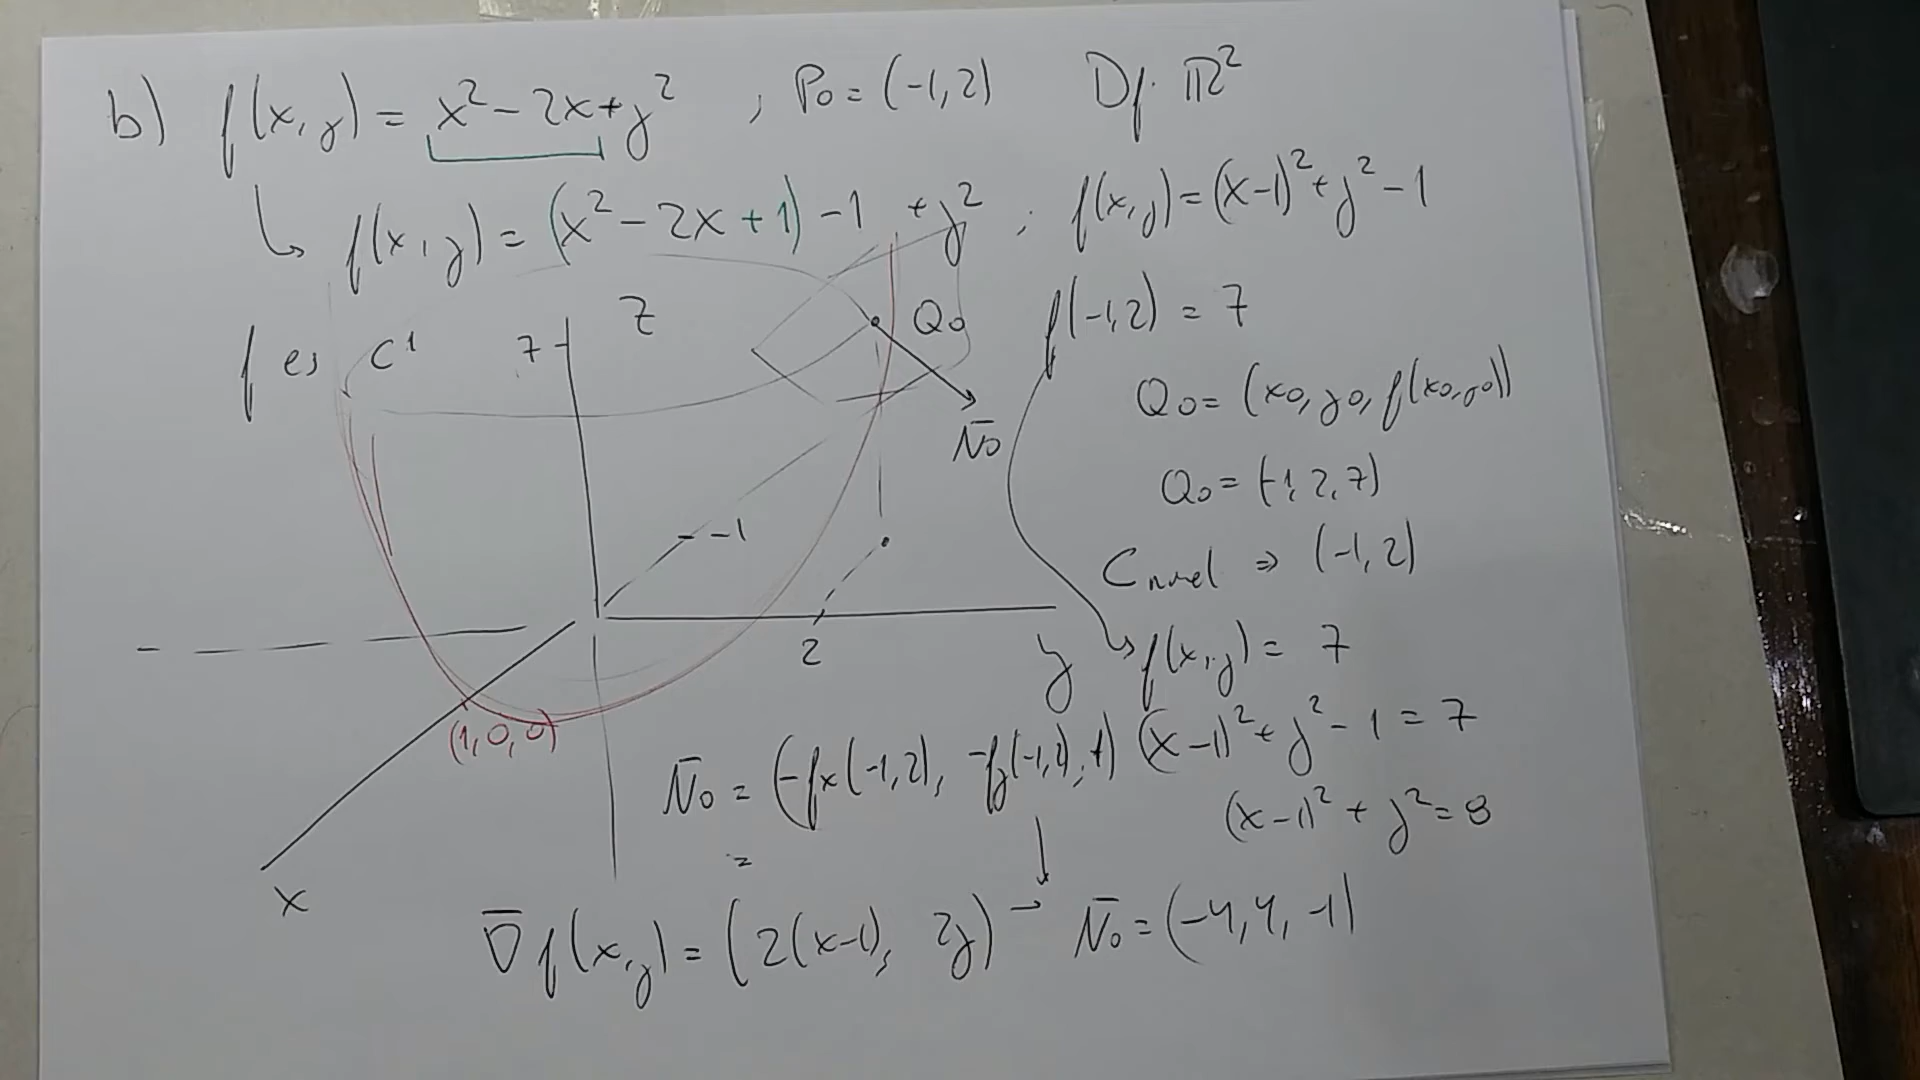 b) f(x,y) = x² - 2x + y² ; P₀ = (-1,2) Df: ℝ²
↳ f(x,y) = (x² - 2x + 1) - 1 + y² ; f(x,y) = (x-1)² + y² - 1
f es C¹
7
Z
Q₀
N̄₀
-1
2
y
x
(1,0,0)
f(-1,2) = 7
Q₀ = (x₀, y₀, f(x₀,y₀))
Q₀ = (-1,2,7)
Cnivel ⇒ (-1,2)
↳ f(x,y) = 7
(x-1)² + y² - 1 = 7
(x-1)² + y² = 8
N̄₀ = (-fx(-1,2), -fy(-1,2), 1)
=
∇̄f(x,y) = (2(x-1), 2y) → N̄₀ = (-4,4,-1)